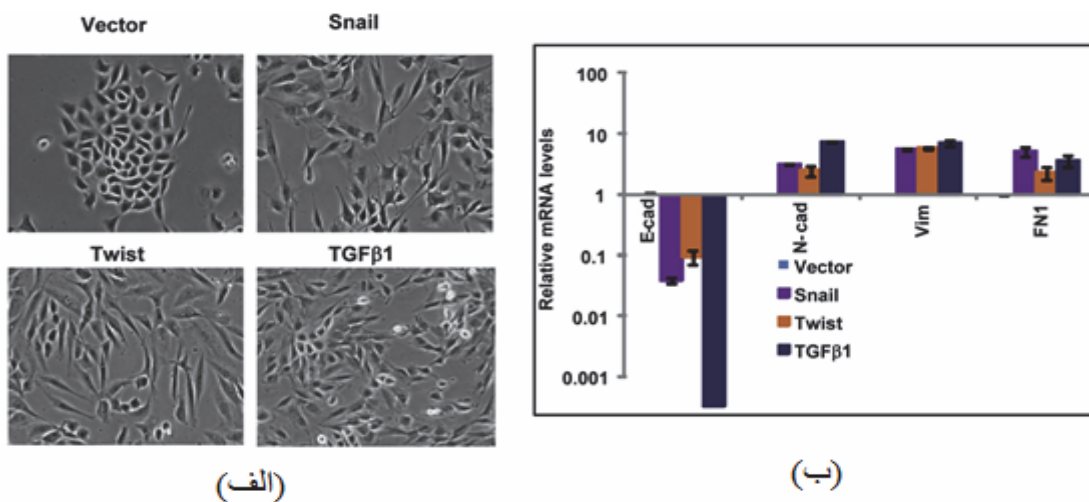 Vector
Snail
Twist
TGFβ1
(الف)
Relative mRNA levels
100
10
1
0.1
0.01
0.001
E-cad
N-cad
Vim
FN1
Vector
Snail
Twist
TGFβ1
(ب)